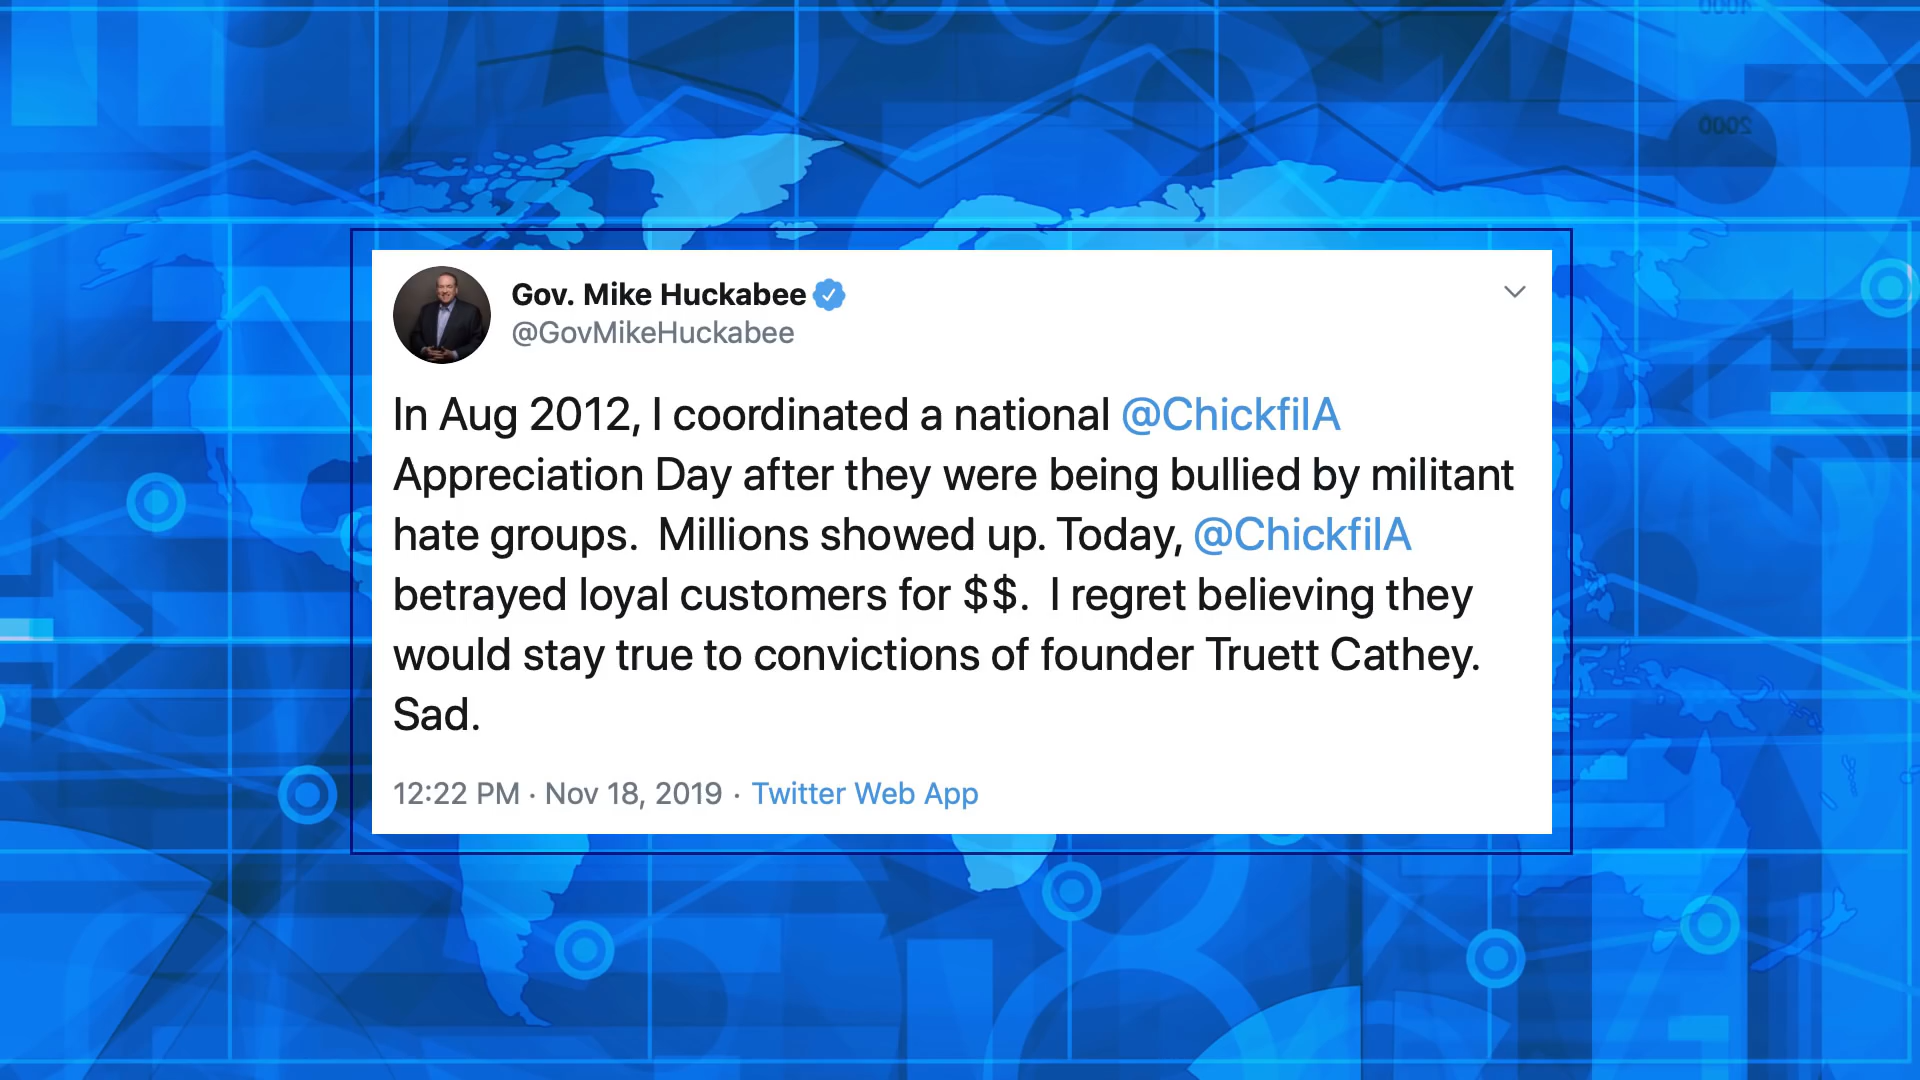 0001
2000
Gov. Mike Huckabee
@GovMikeHuckabee
In Aug 2012, I coordinated a national @ChickfilA
Appreciation Day after they were being bullied by militant
hate groups.  Millions showed up. Today, @ChickfilA
betrayed loyal customers for $$.  I regret believing they
would stay true to convictions of founder Truett Cathey.
Sad.
12:22 PM · Nov 18, 2019 · Twitter Web App